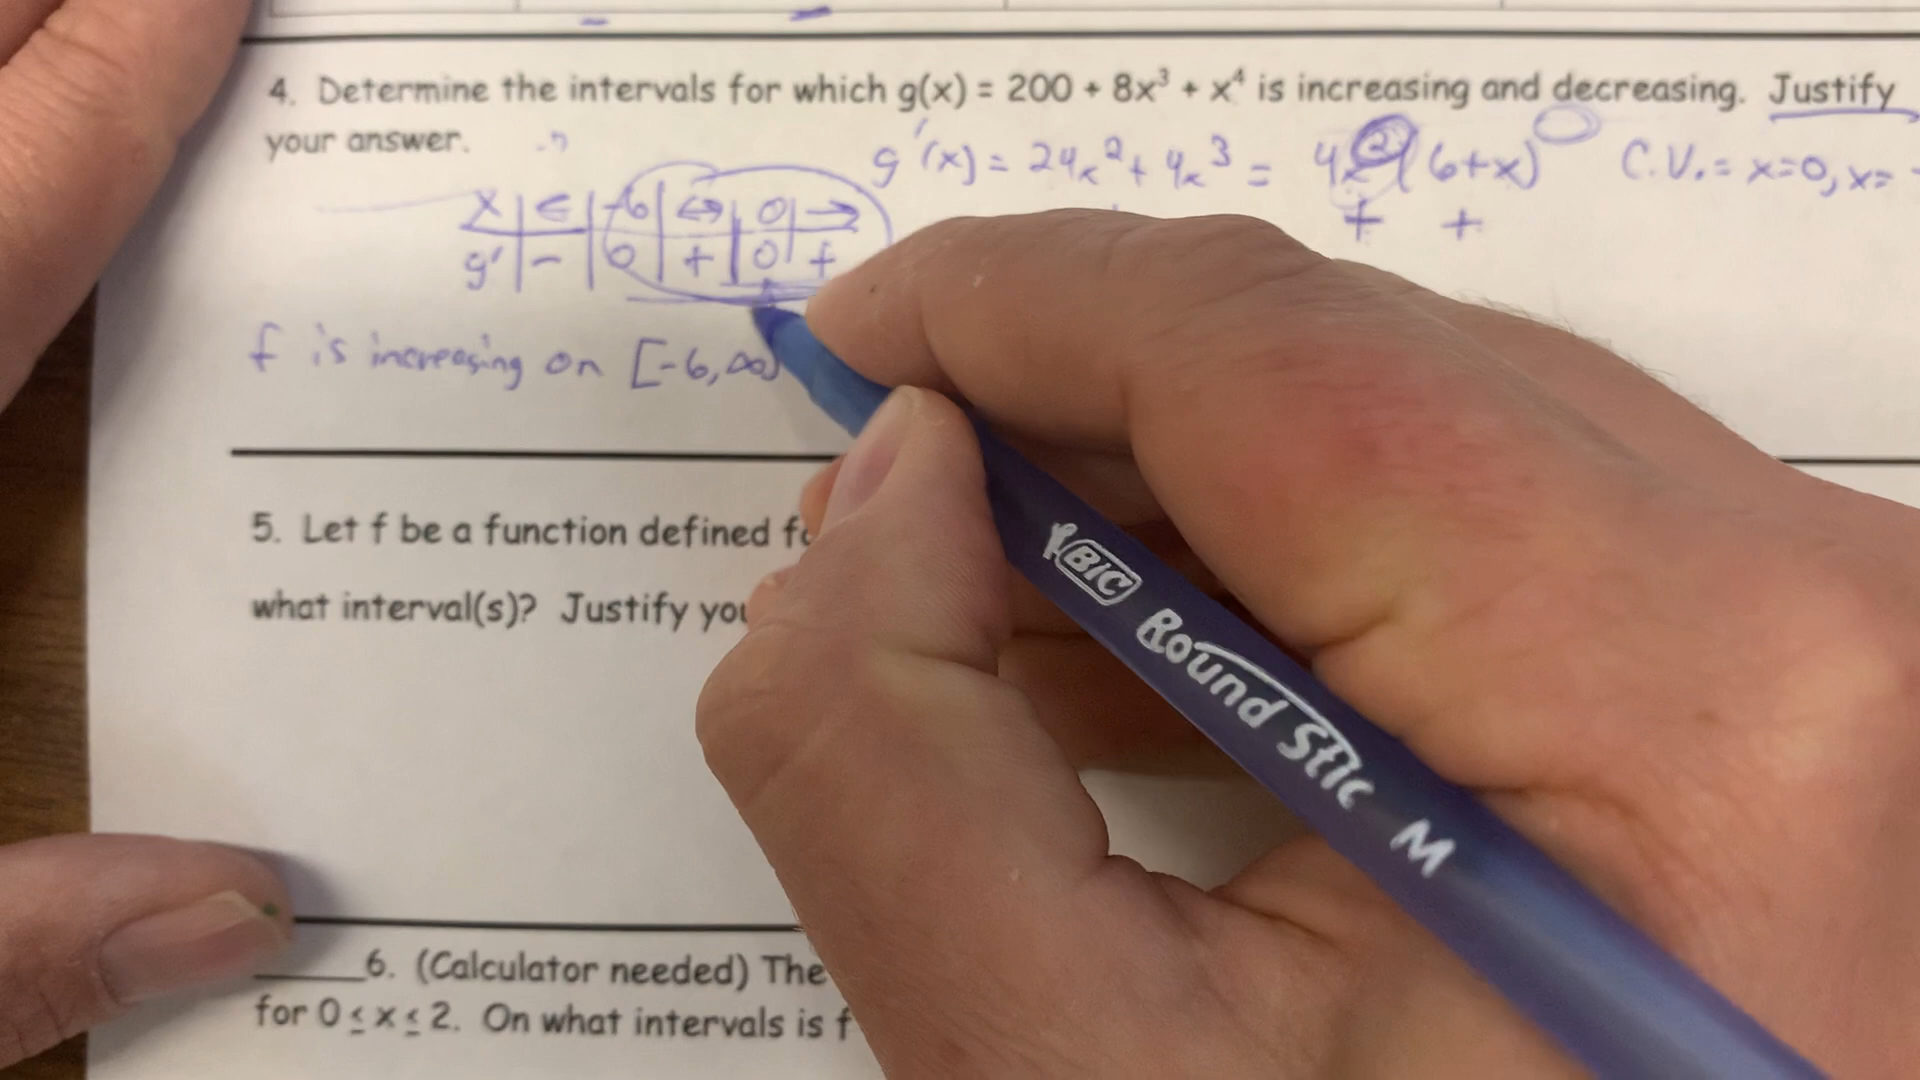 4. Determine the intervals for which g(x) = 200 + 8x³ + x⁴ is increasing and decreasing. Justify
your answer.
-7
g'(x) = 24x² + 4x³ = 4x²(6+x) C.V.= x=0, x= -
+ +
x | ← | -6 | ↔ | 0 | →
g' | - | 0 | + | 0 | +
f is increasing on [-6,∞)
5. Let f be a function defined
what interval(s)? Justify
6. (Calculator needed) The
for 0 ≤ x ≤ 2. On what intervals is f
BIC Round Stic M